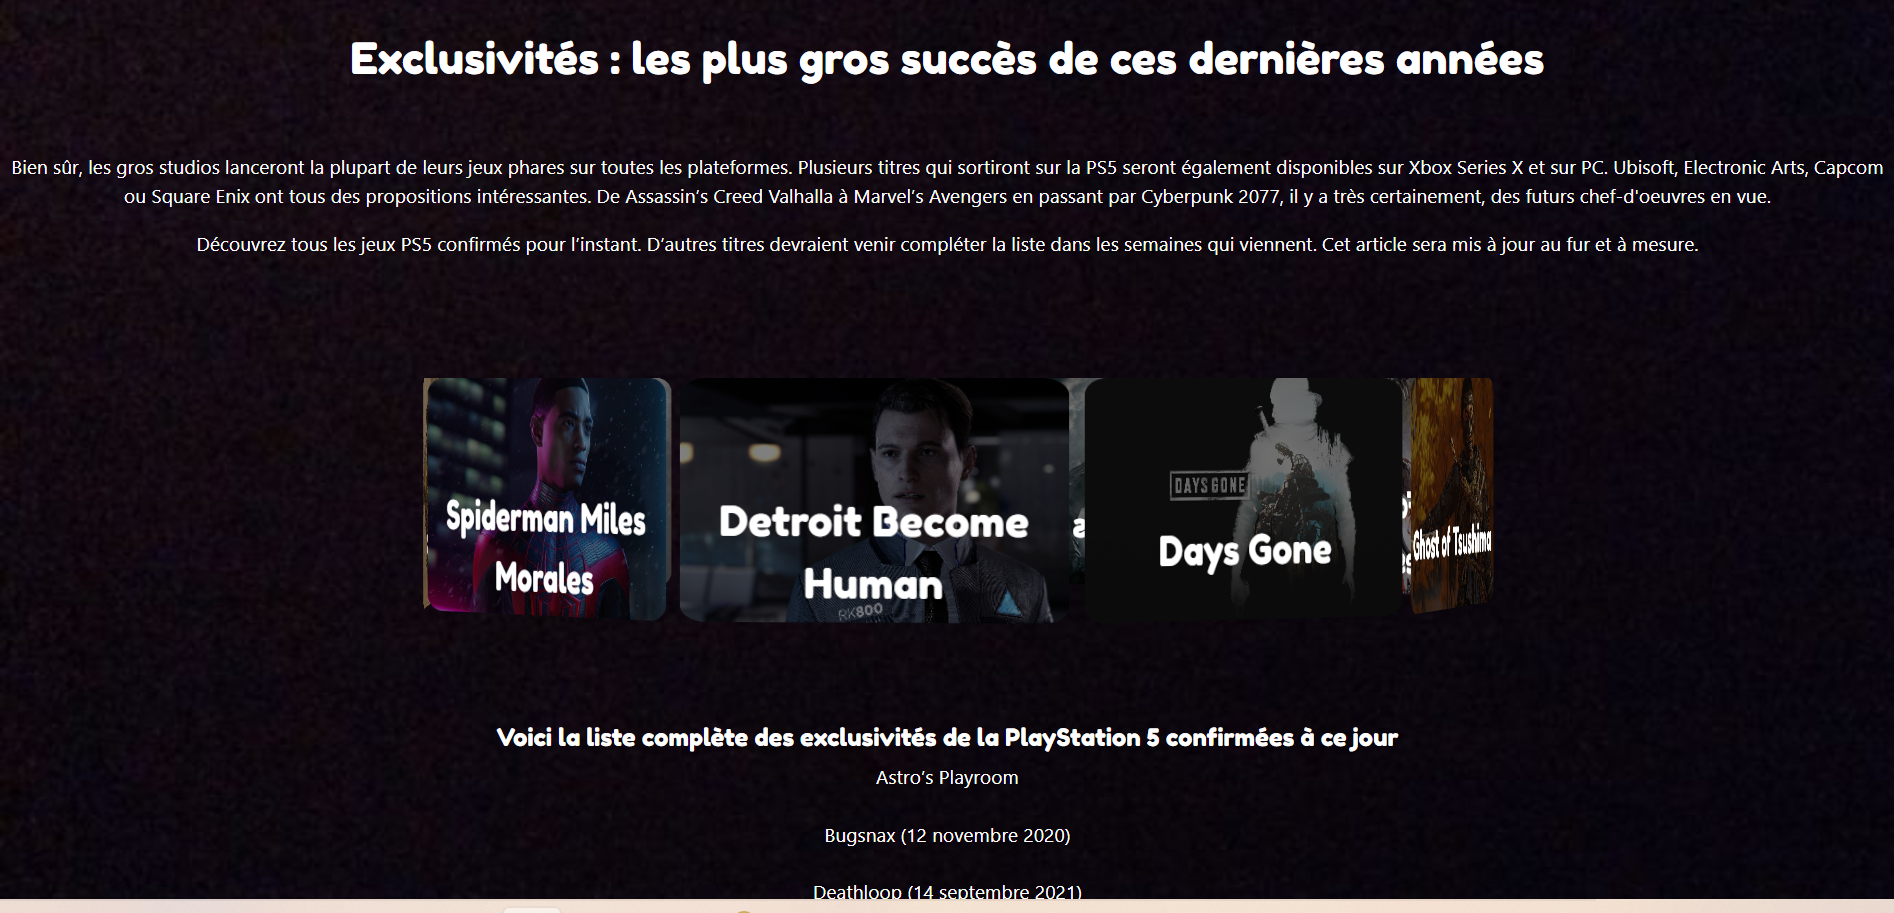 Exclusivités : les plus gros succès de ces dernières années
Bien sûr, les gros studios lanceront la plupart de leurs jeux phares sur toutes les plateformes. Plusieurs titres qui sortiront sur la PS5 seront également disponibles sur Xbox Series X et sur PC. Ubisoft, Electronic Arts, Capcom
ou Square Enix ont tous des propositions intéressantes. De Assassin’s Creed Valhalla à Marvel’s Avengers en passant par Cyberpunk 2077, il y a très certainement, des futurs chef-d'oeuvres en vue.
Découvrez tous les jeux PS5 confirmés pour l’instant. D’autres titres devraient venir compléter la liste dans les semaines qui viennent. Cet article sera mis à jour au fur et à mesure.
Spiderman Miles
Morales
Detroit Become
Human
RK800
DAYS GONE
Days Gone
Ghost of Tsushima
Voici la liste complète des exclusivités de la PlayStation 5 confirmées à ce jour
Astro’s Playroom
Bugsnax (12 novembre 2020)
Deathloop (14 septembre 2021)